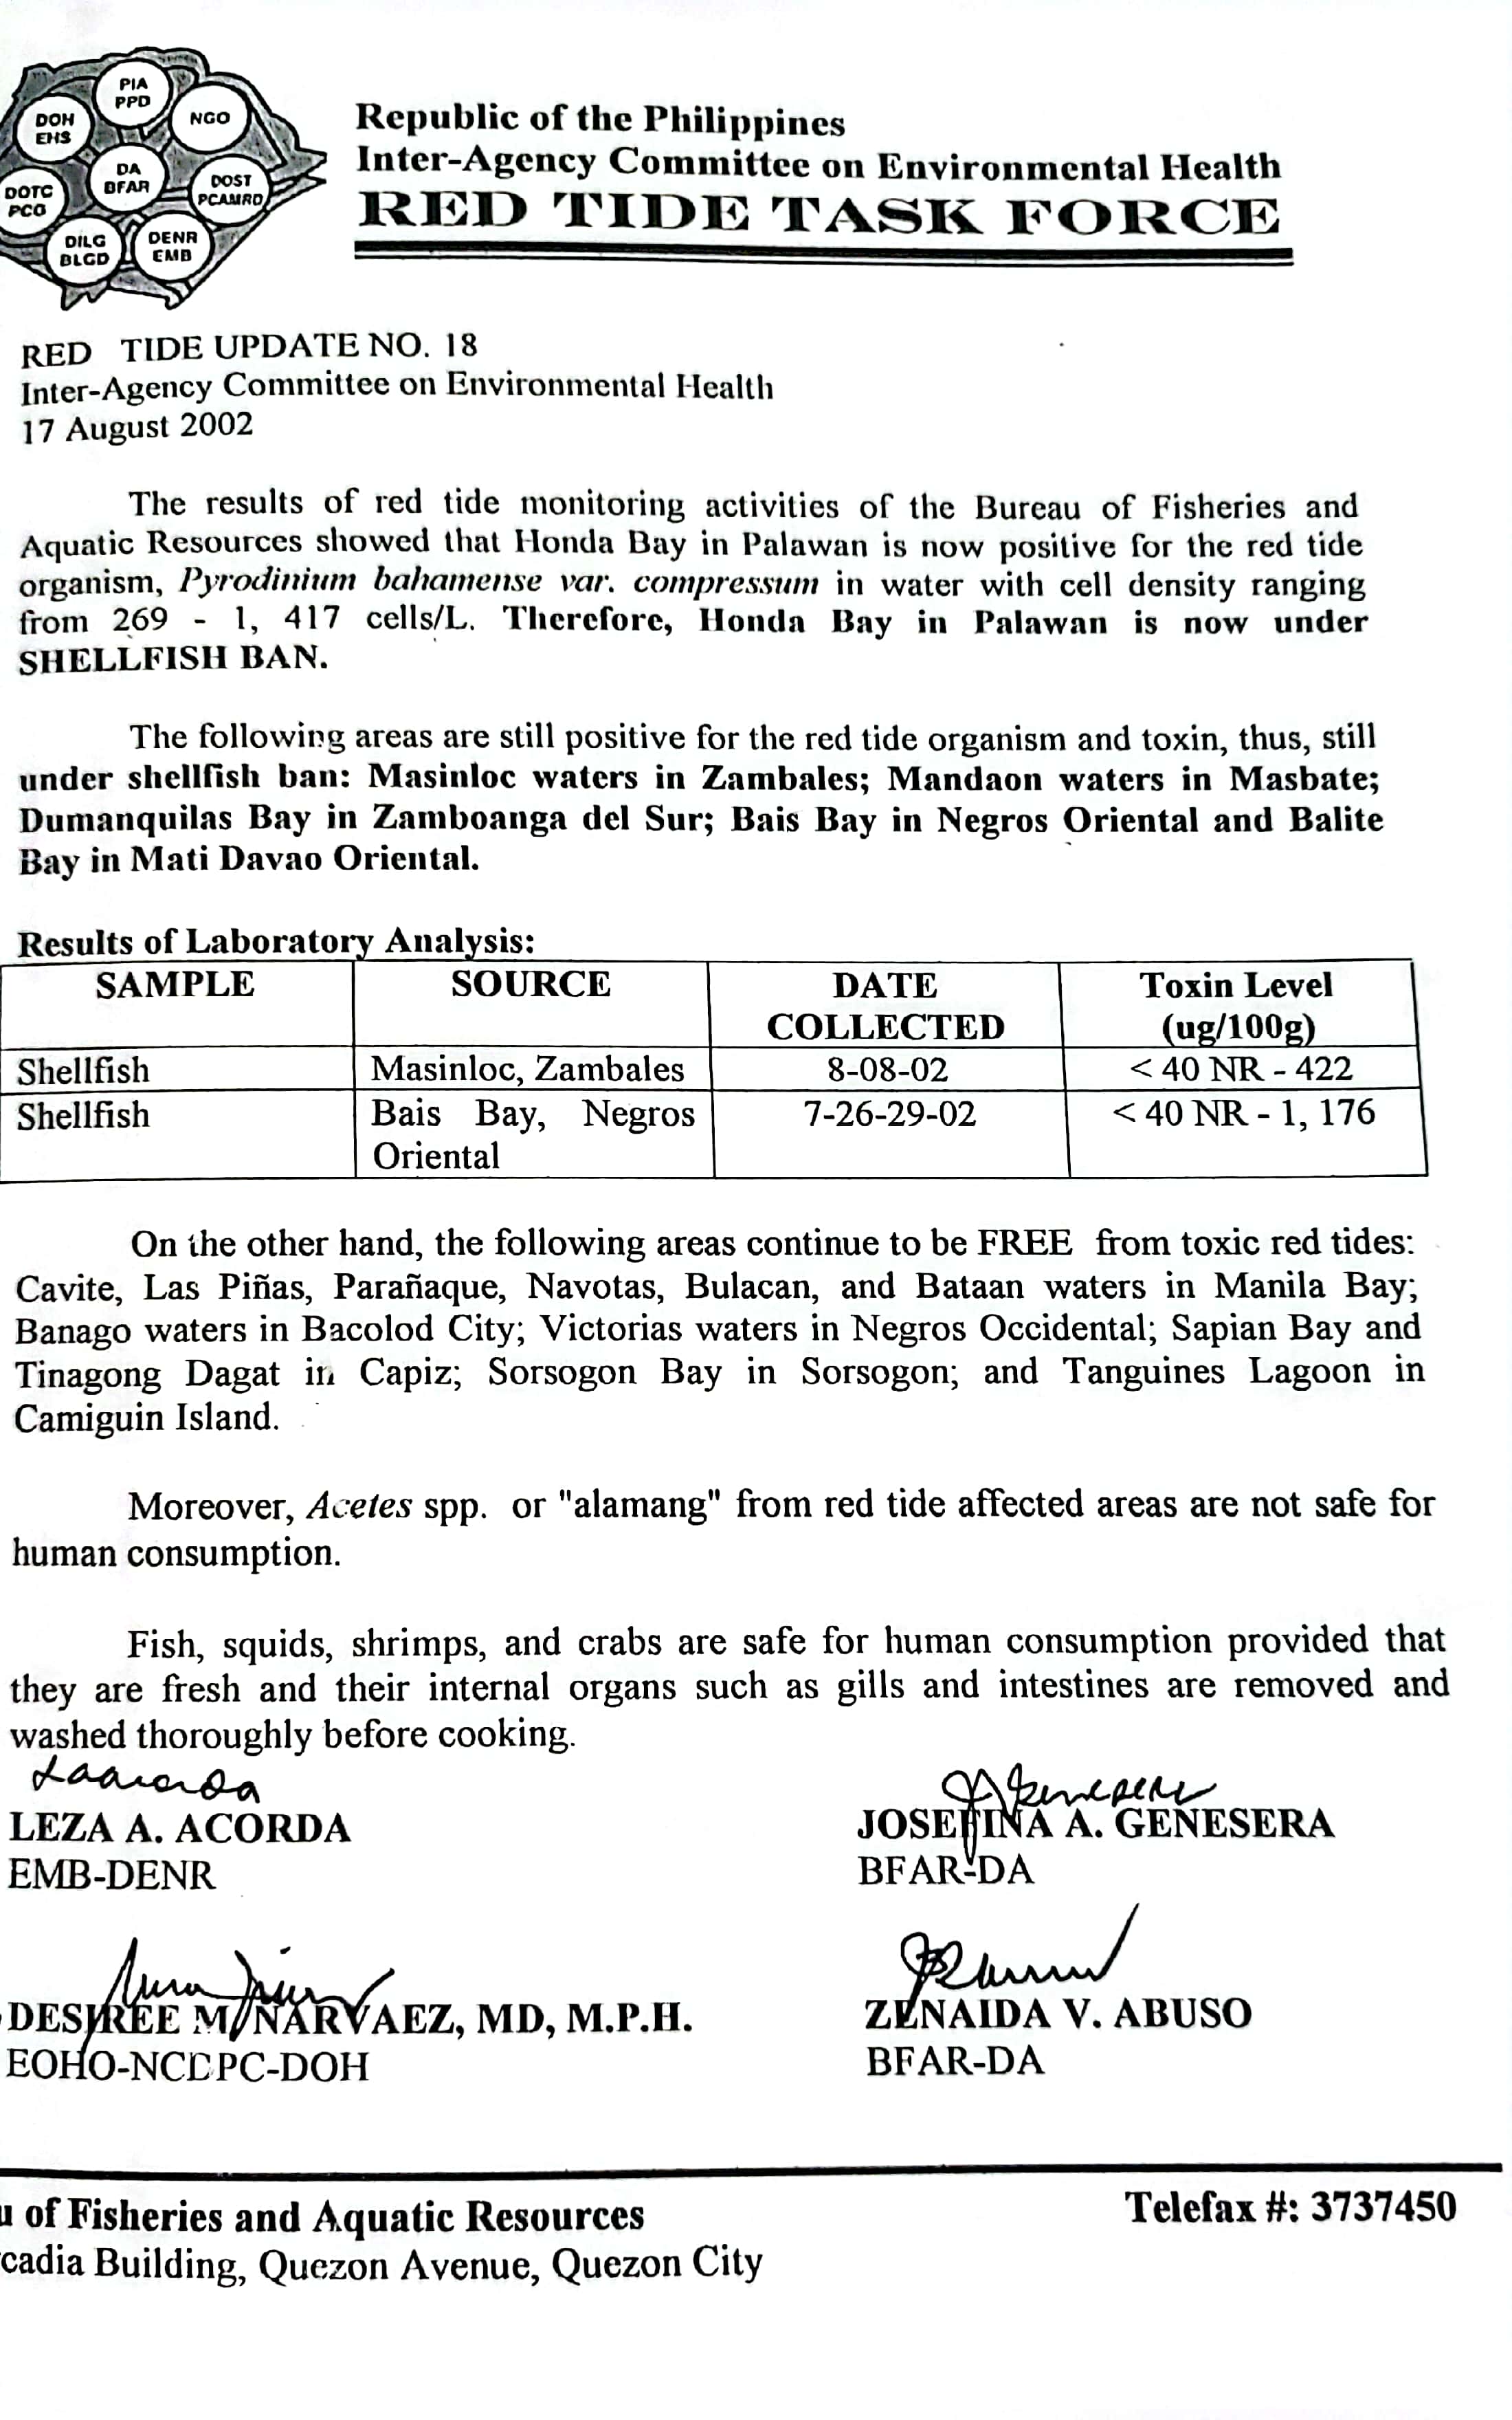 PIA
PPD
DOH
EHS
NGO
DA
BFAR
DOST
PCAMRD
DOTC
PCG
DILG
BLGD
DENR
EMB
Republic of the Philippines
Inter-Agency Committee on Environmental Health
RED TIDE TASK FORCE
RED TIDE UPDATE NO. 18
Inter-Agency Committee on Environmental Health
17 August 2002
The results of red tide monitoring activities of the Bureau of Fisheries and
Aquatic Resources showed that Honda Bay in Palawan is now positive for the red tide
organism, Pyrodinium bahamense var. compressum in water with cell density ranging
from 269 - 1, 417 cells/L. Therefore, Honda Bay in Palawan is now under
SHELLFISH BAN.
The following areas are still positive for the red tide organism and toxin, thus, still
under shellfish ban: Masinloc waters in Zambales; Mandaon waters in Masbate;
Dumanquilas Bay in Zamboanga del Sur; Bais Bay in Negros Oriental and Balite
Bay in Mati Davao Oriental.
Results of Laboratory Analysis:
SAMPLE SOURCE DATE COLLECTED Toxin Level (ug/100g)
Shellfish Masinloc, Zambales 8-08-02 < 40 NR - 422
Shellfish Bais Bay, Negros Oriental 7-26-29-02 < 40 NR - 1, 176
On the other hand, the following areas continue to be FREE from toxic red tides:
Cavite, Las Piñas, Parañaque, Navotas, Bulacan, and Bataan waters in Manila Bay;
Banago waters in Bacolod City; Victorias waters in Negros Occidental; Sapian Bay and
Tinagong Dagat in Capiz; Sorsogon Bay in Sorsogon; and Tanguines Lagoon in
Camiguin Island.
Moreover, Acetes spp. or "alamang" from red tide affected areas are not safe for
human consumption.
Fish, squids, shrimps, and crabs are safe for human consumption provided that
they are fresh and their internal organs such as gills and intestines are removed and
washed thoroughly before cooking.
LEZA A. ACORDA
EMB-DENR
JOSEFINA A. GENESERA
BFAR-DA
DESIREE M. NARVAEZ, MD, M.P.H.
EOHO-NCDPC-DOH
ZENAIDA V. ABUSO
BFAR-DA
u of Fisheries and Aquatic Resources
Telefax #: 3737450
cadia Building, Quezon Avenue, Quezon City